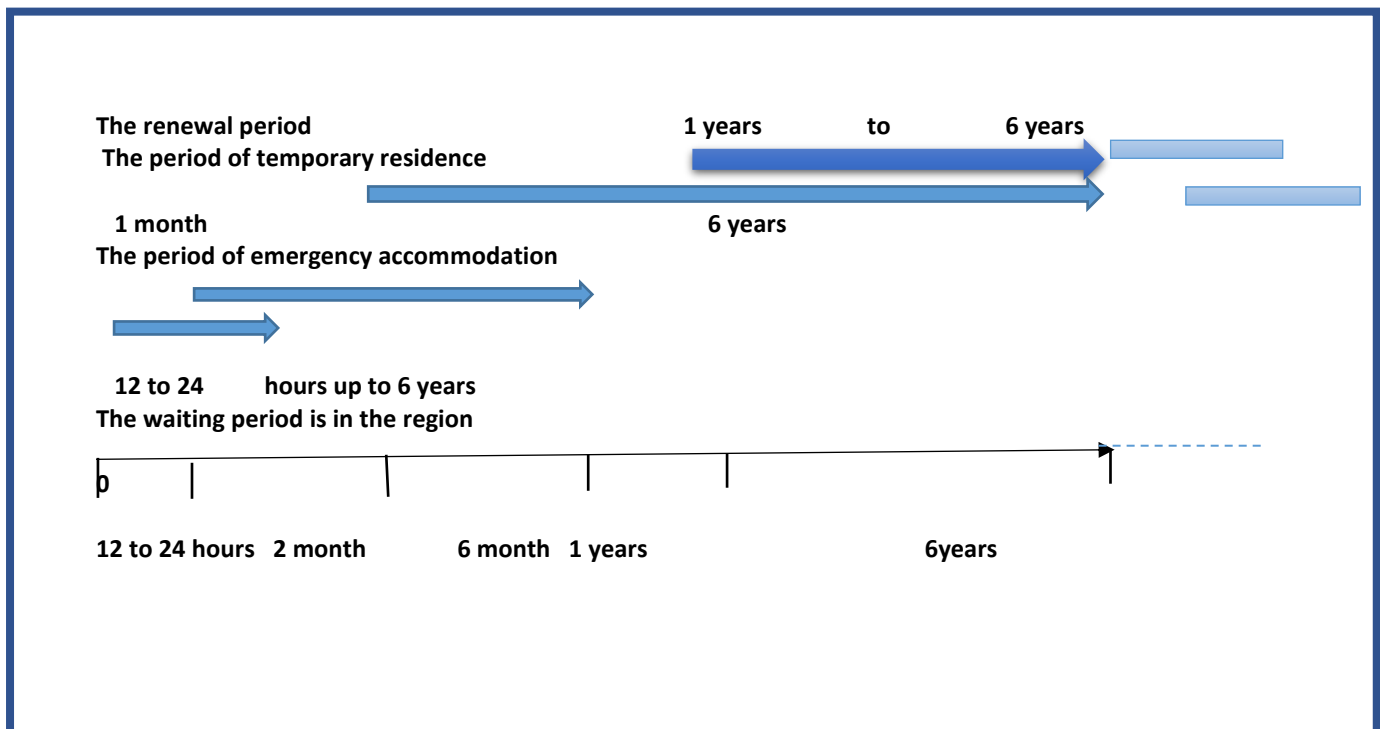 The renewal period 1 years to 6 years
The period of temporary residence
1 month 6 years
The period of emergency accommodation
12 to 24 hours up to 6 years
The waiting period is in the region
0
12 to 24 hours 2 month 6 month 1 years 6years